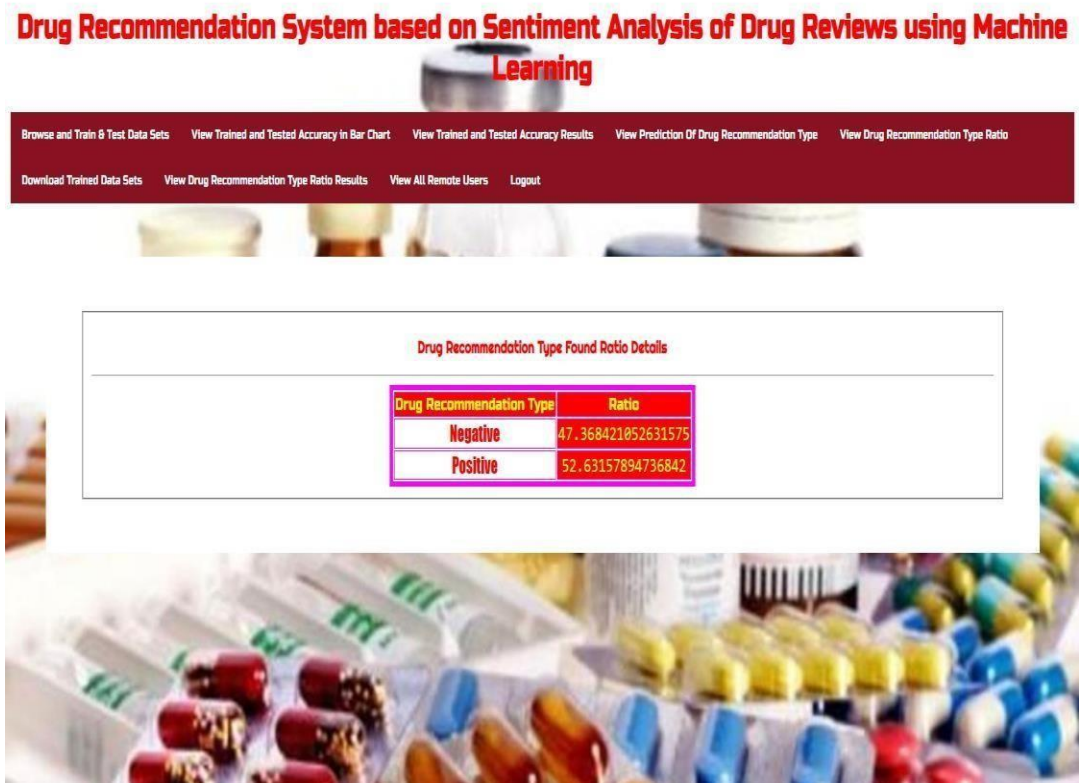 Drug Recommendation System based on Sentiment Analysis of Drug Reviews using Machine
Learning
Browse and Train & Test Data Sets View Trained and Tested Accuracy in Bar Chart View Trained and Tested Accuracy Results View Prediction Of Drug Recommendation Type View Drug Recommendation Type Ratio
Download Trained Data Sets View Drug Recommendation Type Ratio Results View All Remote Users Logout
Drug Recommendation Type Found Ratio Details
Drug Recommendation Type Ratio
Negative 47.368421052631575
Positive 52.63157894736842